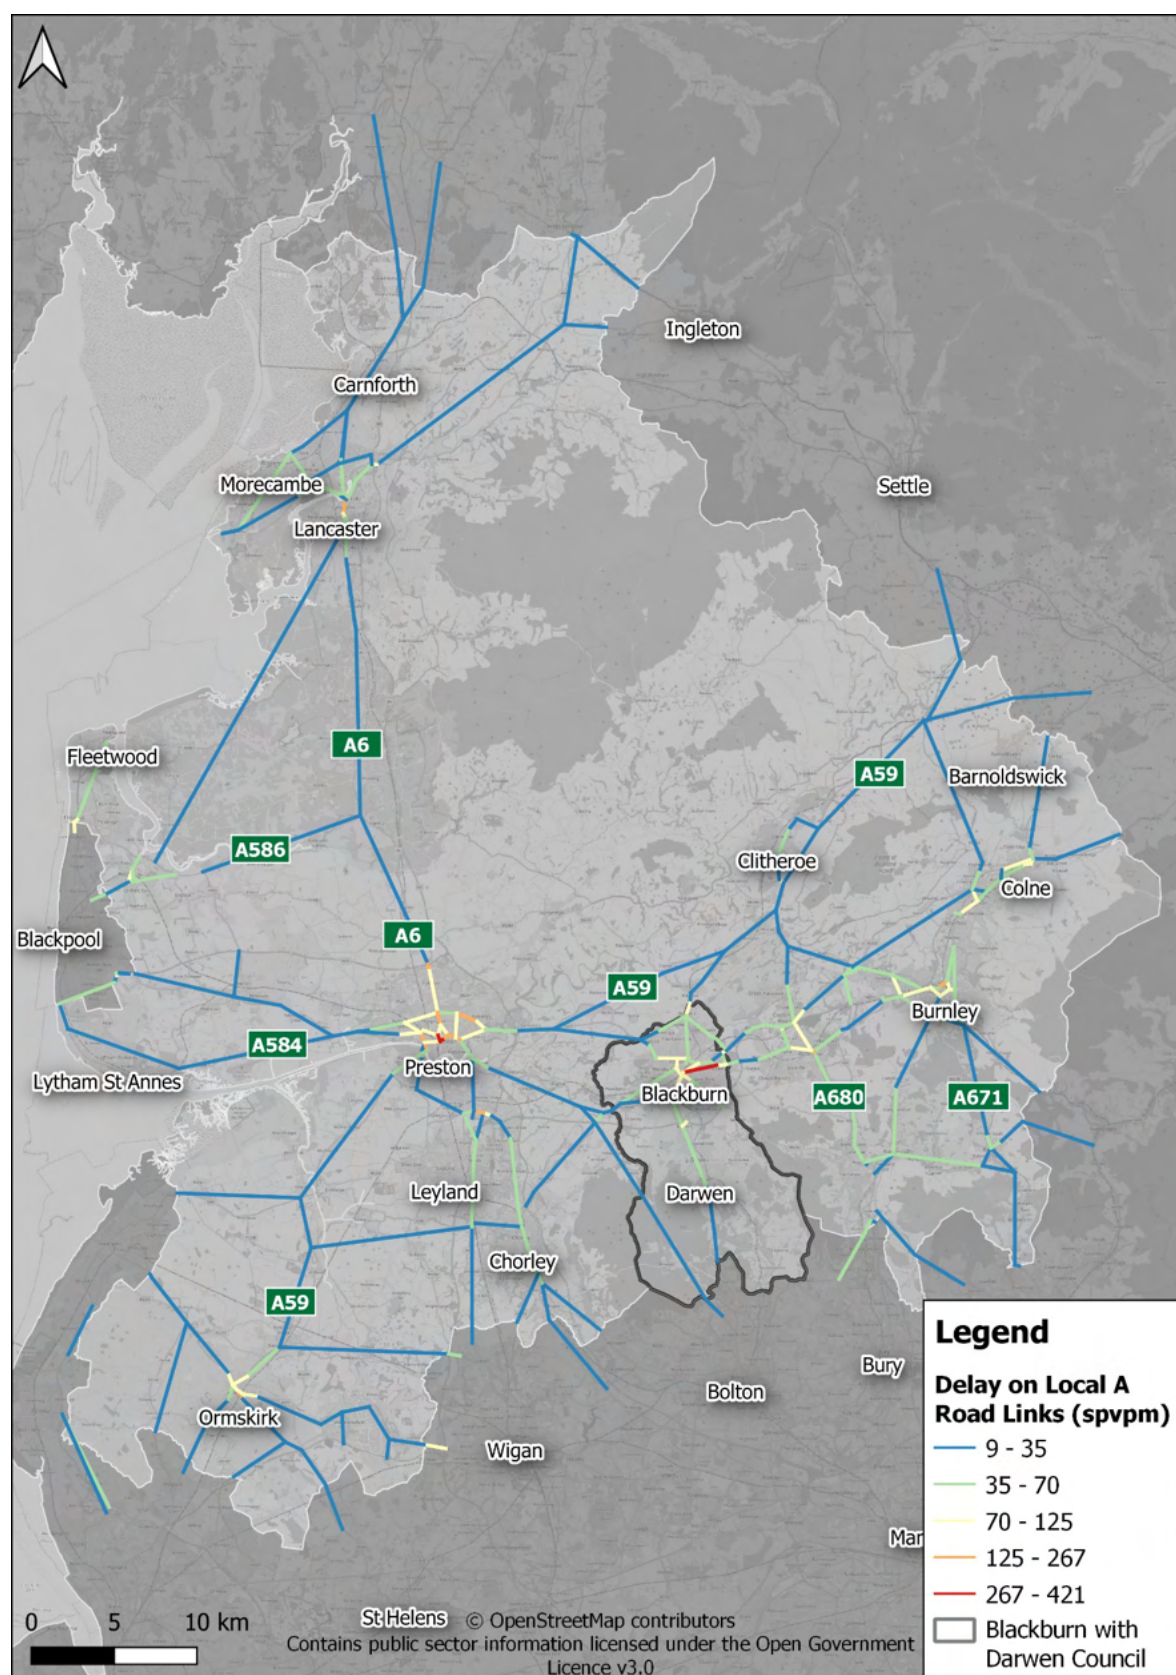 Ingleton
Carnforth
Morecambe
Settle
Lancaster
A6
Fleetwood
A59
Barnoldswick
A586
Clitheroe
Colne
A6
Blackpool
A59
Burnley
A584
Preston
Lytham St Annes
Blackburn
A680
A671
Leyland
Darwen
Chorley
A59
Legend
Bury
Bolton
Delay on Local A
Road Links (spvpm)
Ormskirk
Wigan
9 - 35
35 - 70
70 - 125
Mar
125 - 267
267 - 421
Blackburn with
Darwen Council
0 5 10 km
St Helens
© OpenStreetMap contributors
Contains public sector information licensed under the Open Government
Licence v3.0